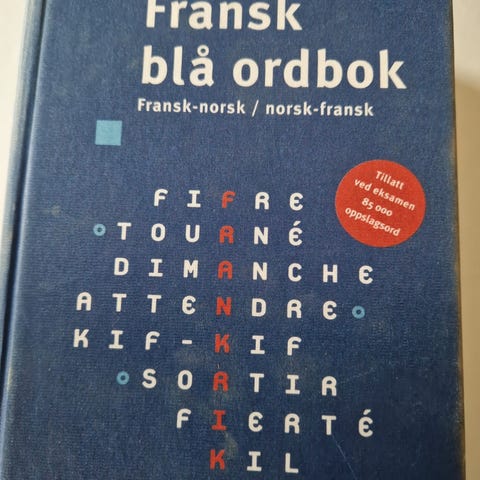 Fransk
blå ordbok
Fransk-norsk / norsk-fransk
Tillatt
ved eksamen
85 000
oppslagsord
FIFRE
TOURNÉ
DIMANCHE
ATTENDRE
KIF-KIF
SORTIR
FIERTÉ
KIL